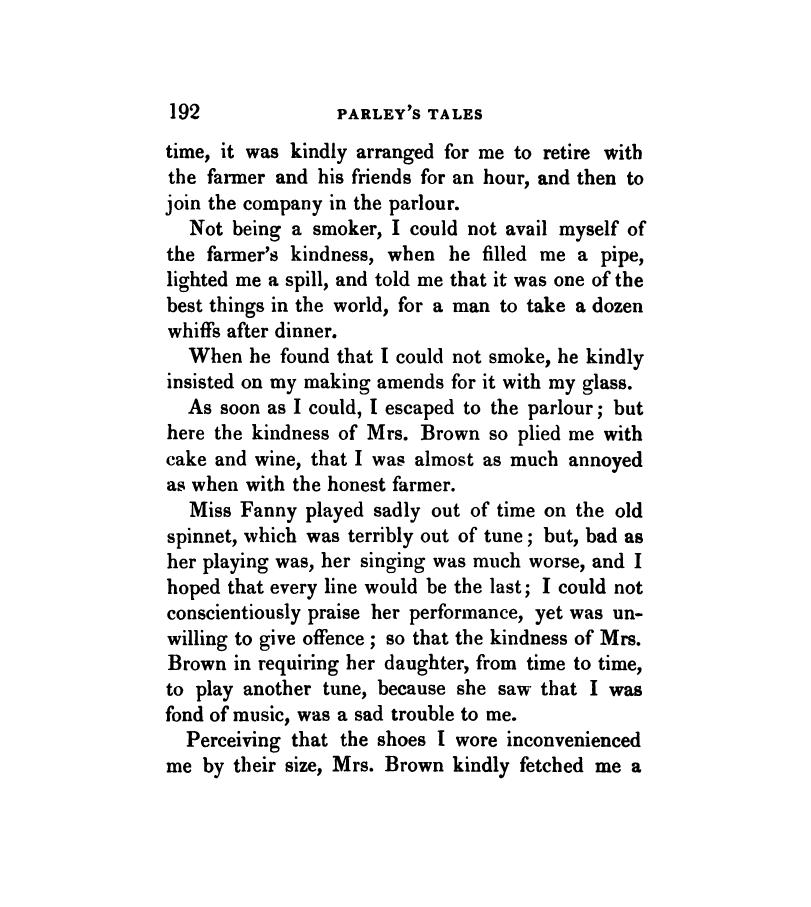 192 PARLEY'S TALES
time, it was kindly arranged for me to retire with
the farmer and his friends for an hour, and then to
join the company in the parlour.
Not being a smoker, I could not avail myself of
the farmer's kindness, when he filled me a pipe,
lighted me a spill, and told me that it was one of the
best things in the world, for a man to take a dozen
whiffs after dinner.
When he found that I could not smoke, he kindly
insisted on my making amends for it with my glass.
As soon as I could, I escaped to the parlour; but
here the kindness of Mrs. Brown so plied me with
cake and wine, that I was almost as much annoyed
as when with the honest farmer.
Miss Fanny played sadly out of time on the old
spinnet, which was terribly out of tune; but, bad as
her playing was, her singing was much worse, and I
hoped that every line would be the last; I could not
conscientiously praise her performance, yet was un-
willing to give offence; so that the kindness of Mrs.
Brown in requiring her daughter, from time to time,
to play another tune, because she saw that I was
fond of music, was a sad trouble to me.
Perceiving that the shoes I wore inconvenienced
me by their size, Mrs. Brown kindly fetched me a